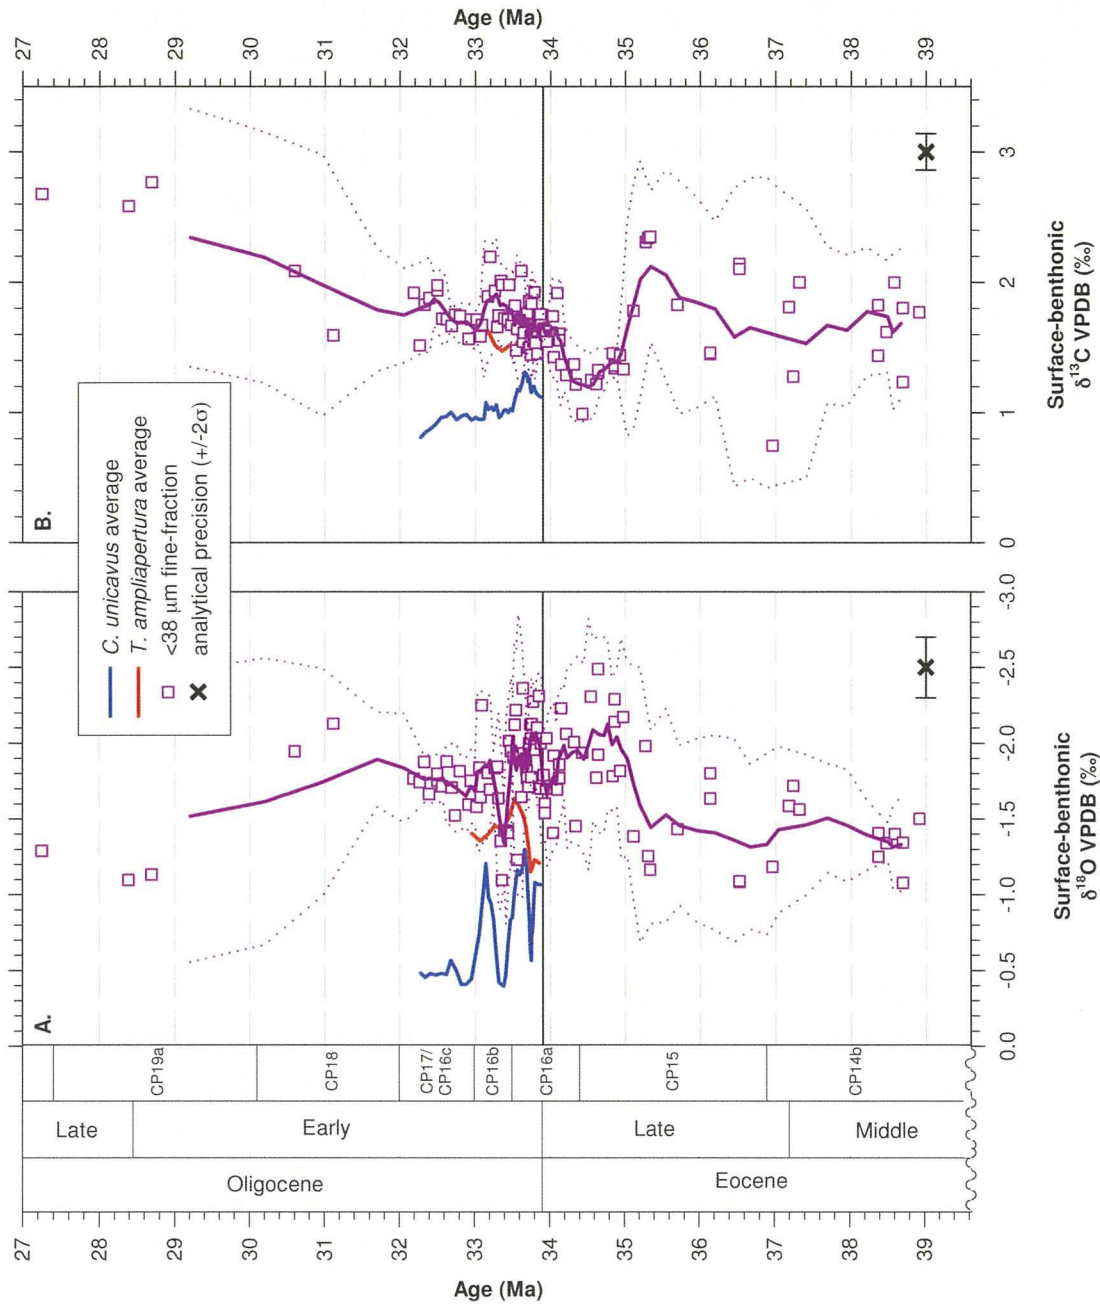 Age (Ma)
27
28
29
30
31
32
33
34
35
36
37
38
39
B.
C. unicavus average
T. ampliapertura average
<38 µm fine-fraction
analytical precision (+/-2σ)
0
1
2
3
Surface-benthonic
δ¹³C VPDB (‰)
A.
0.0
-0.5
-1.0
-1.5
-2.0
-2.5
-3.0
Surface-benthonic
δ¹⁸O VPDB (‰)
CP19a
CP18
CP17/
CP16c
CP16b
CP16a
CP15
CP14b
Late
Early
Late
Middle
Oligocene
Eocene
27
28
29
30
31
32
33
34
35
36
37
38
39
Age (Ma)